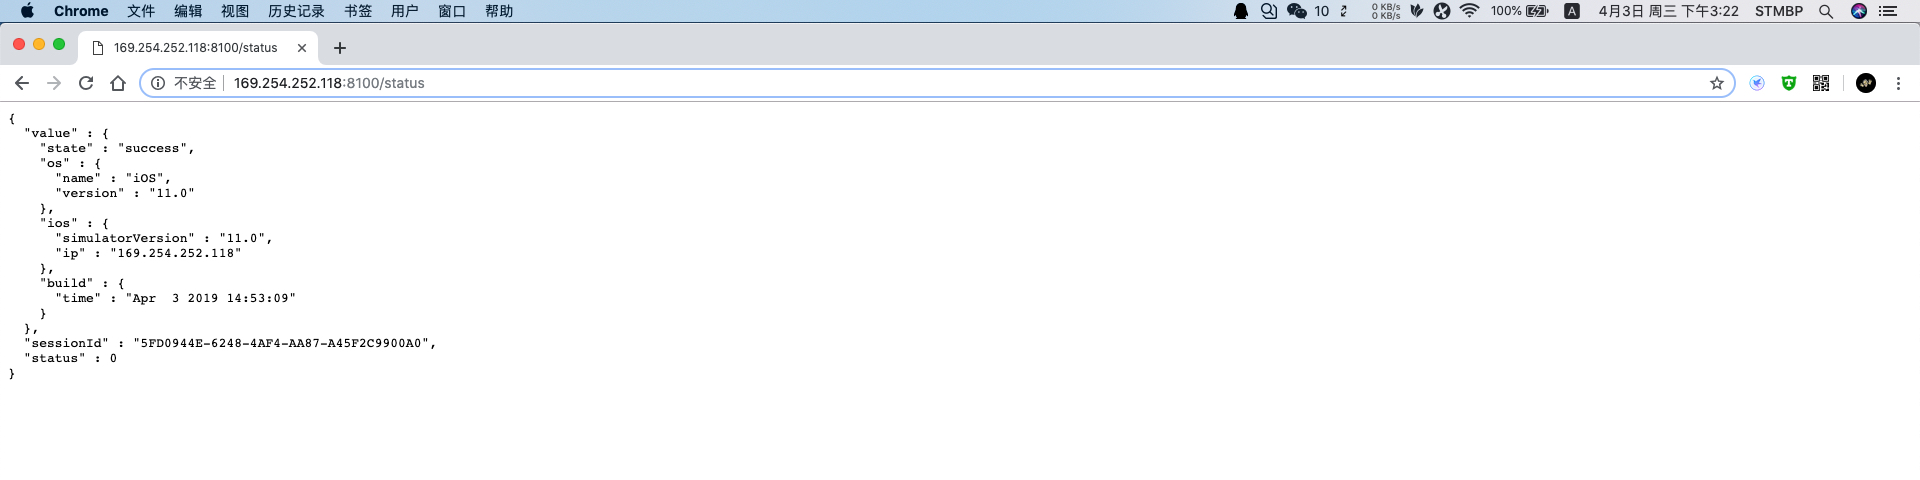 Chrome 文件 编辑 视图 历史记录 书签 用户 窗口 帮助 10 0 KB/s 0 KB/s 100% A 4月3日 周三 下午3:22 STMBP
169.254.252.118:8100/status
不安全 169.254.252.118:8100/status
{
  "value" : {
    "state" : "success",
    "os" : {
      "name" : "iOS",
      "version" : "11.0"
    },
    "ios" : {
      "simulatorVersion" : "11.0",
      "ip" : "169.254.252.118"
    },
    "build" : {
      "time" : "Apr  3 2019 14:53:09"
    }
  },
  "sessionId" : "5FD0944E-6248-4AF4-AA87-A45F2C9900A0",
  "status" : 0
}